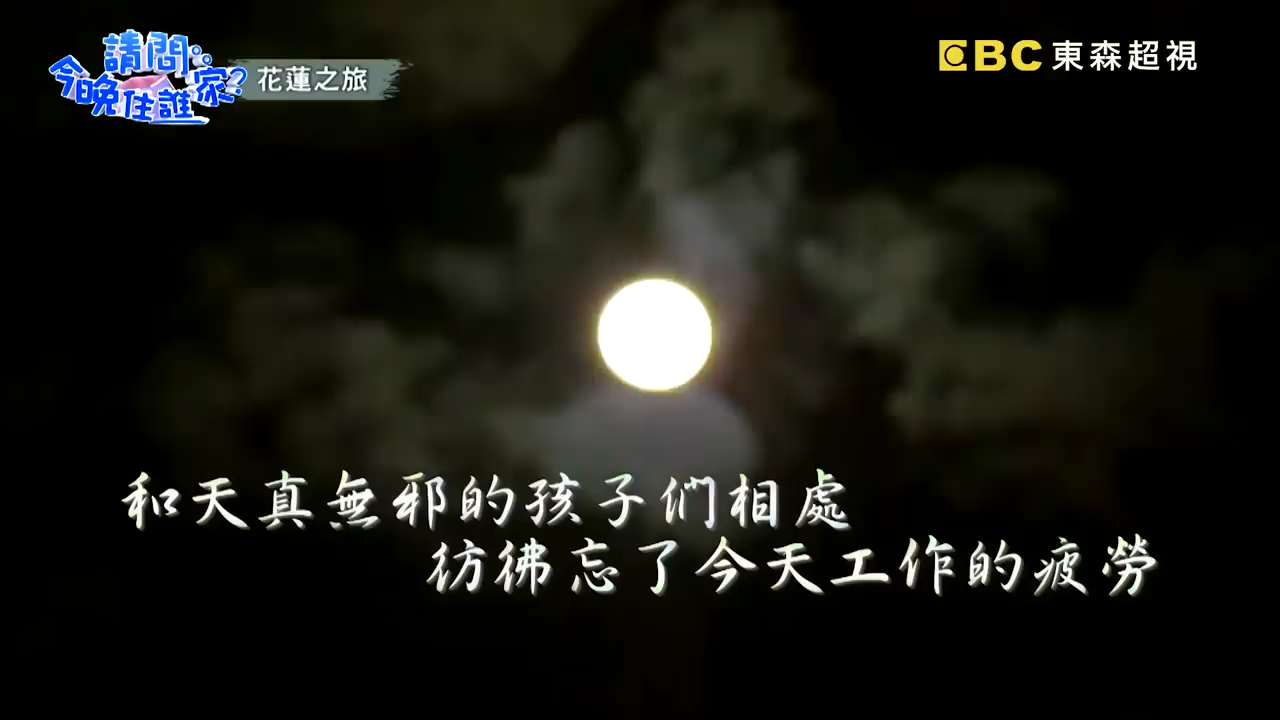 請問
今晚住誰家?
花蓮之旅
EBC 東森超視
和天真無邪的孩子們相處
彷彿忘了今天工作的疲勞